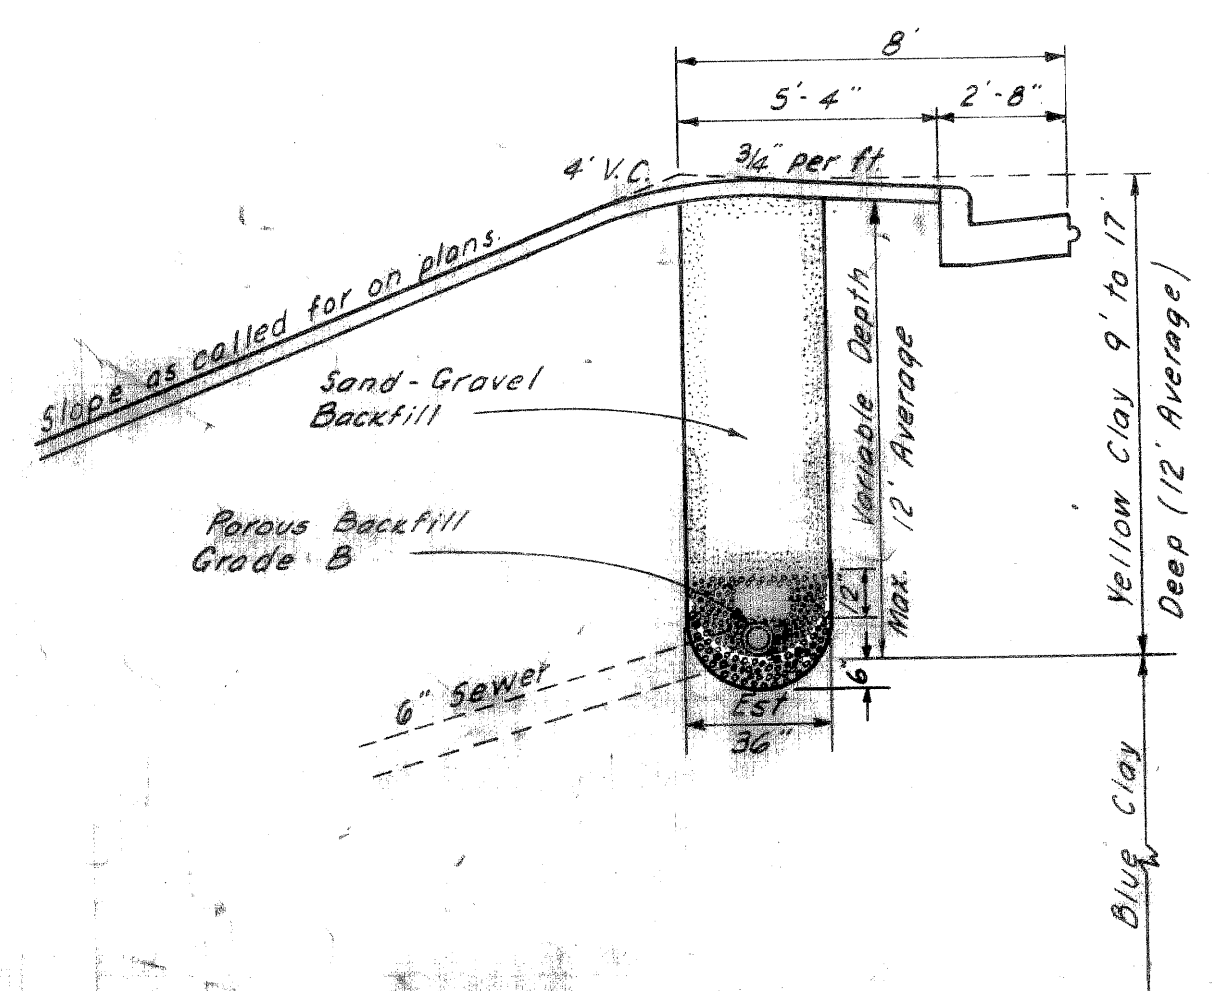 8'
5'-4"
2'-8"
4' V.C.
3/4" per ft.
Slope as called for on plans.
Sand-Gravel
Backfill
Porous Backfill
Grade B
6" Sewer
Variable Depth
Max. 12' Average
12"
6"
Est
36"
Yellow Clay 9' to 17'
Deep (12' Average)
Blue Clay